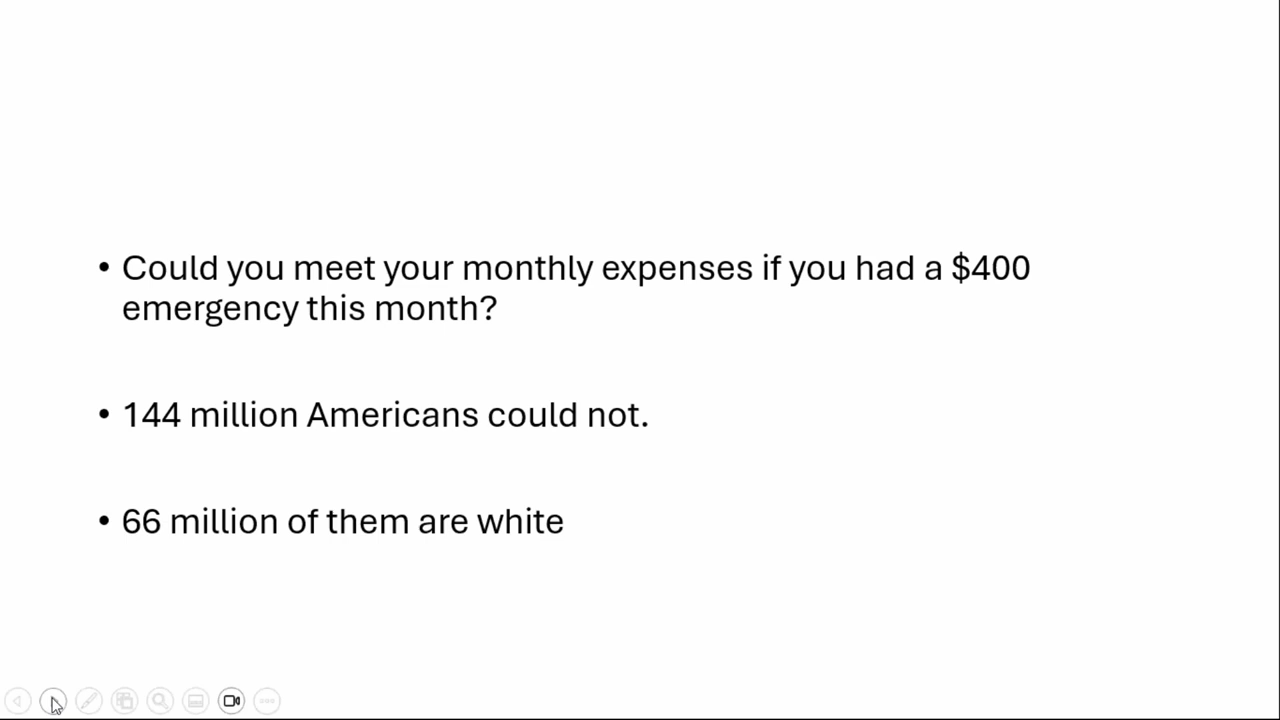 • Could you meet your monthly expenses if you had a $400
emergency this month?
• 144 million Americans could not.
• 66 million of them are white